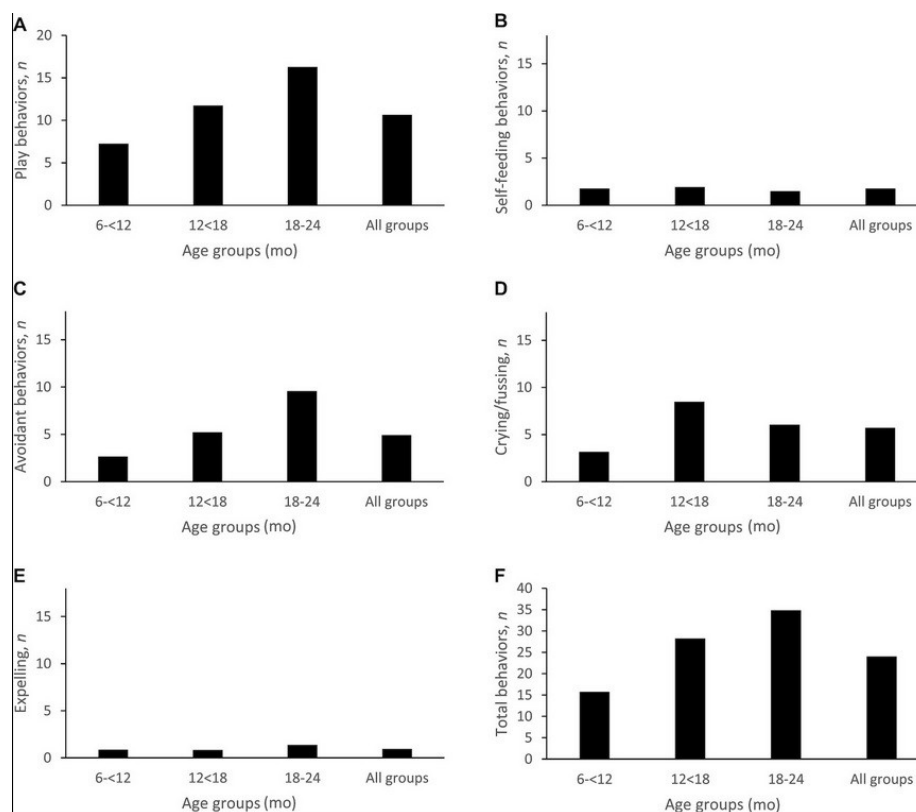 A
Play behaviors, n
20
15
10
5
0
6-<12 12<18 18-24 All groups
Age groups (mo)
B
Self-feeding behaviors, n
15
10
5
0
6-<12 12<18 18-24 All groups
Age groups (mo)
C
Avoidant behaviors, n
15
10
5
0
6-<12 12<18 18-24 All groups
Age groups (mo)
D
Crying/fussing, n
15
10
5
0
6-<12 12<18 18-24 All groups
Age groups (mo)
E
Expelling, n
15
10
5
0
6-<12 12<18 18-24 All groups
Age groups (mo)
F
Total behaviors, n
40
35
30
25
20
15
10
5
0
6-<12 12<18 18-24 All groups
Age groups (mo)